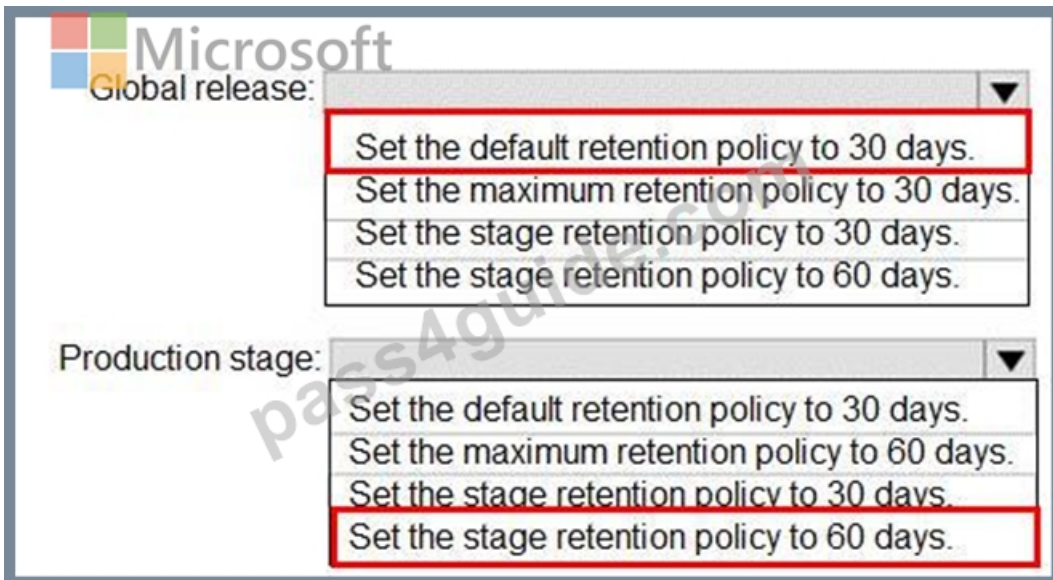 Microsoft
Global release:
Set the default retention policy to 30 days.
Set the maximum retention policy to 30 days.
Set the stage retention policy to 30 days.
Set the stage retention policy to 60 days.
Production stage:
Set the default retention policy to 30 days.
Set the maximum retention policy to 60 days.
Set the stage retention policy to 30 days.
Set the stage retention policy to 60 days.
pass4guide.com